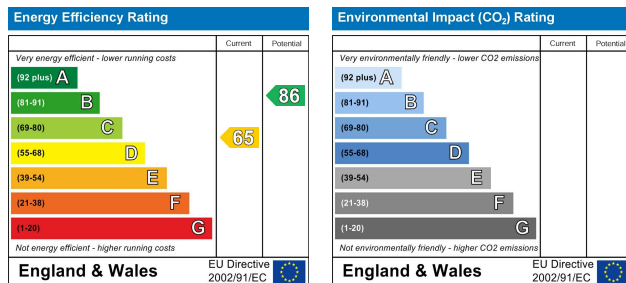 Energy Efficiency Rating
Current Potential
Very energy efficient - lower running costs
(92 plus) A
(81-91) B
86
(69-80) C
65
(55-68) D
(39-54) E
(21-38) F
(1-20) G
Not energy efficient - higher running costs
England & Wales
EU Directive
2002/91/EC
Environmental Impact (CO₂) Rating
Current Potential
Very environmentally friendly - lower CO2 emissions
(92 plus) A
(81-91) B
(69-80) C
(55-68) D
(39-54) E
(21-38) F
(1-20) G
Not environmentally friendly - higher CO2 emissions
England & Wales
EU Directive
2002/91/EC